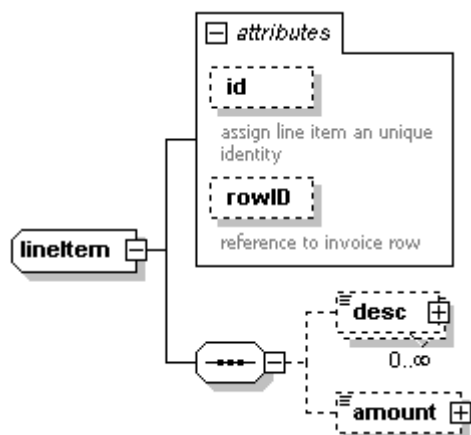 attributes
id
assign line item an unique
identity
rowID
reference to invoice row
lineItem
desc
0..∞
amount